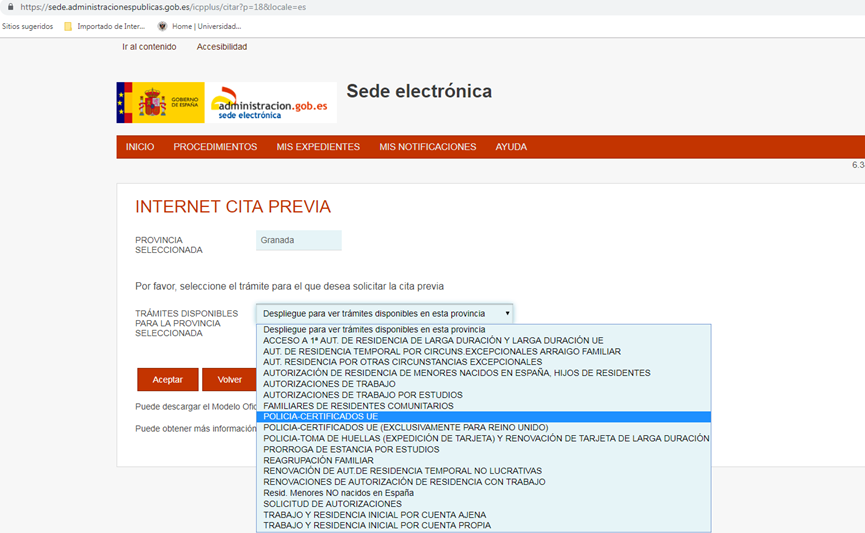 https://sede.administracionespublicas.gob.es/icpplus/citar?p=18&locale=es
Sitios sugeridos Importado de Inter... Home | Universidad...
Ir al contenido Accesibilidad
GOBIERNO DE ESPAÑA
administracion.gob.es
sede electrónica
Sede electrónica
INICIO PROCEDIMIENTOS MIS EXPEDIENTES MIS NOTIFICACIONES AYUDA
6.3
INTERNET CITA PREVIA
PROVINCIA SELECCIONADA
Granada
Por favor, seleccione el trámite para el que desea solicitar la cita previa
TRÁMITES DISPONIBLES
PARA LA PROVINCIA
SELECCIONADA
Despliegue para ver trámites disponibles en esta provincia
Despliegue para ver trámites disponibles en esta provincia
ACCESO A 1ª AUT. DE RESIDENCIA DE LARGA DURACIÓN Y LARGA DURACIÓN UE
AUT. DE RESIDENCIA TEMPORAL POR CIRCUNS.EXCEPCIONALES ARRAIGO FAMILIAR
AUT. RESIDENCIA POR OTRAS CIRCUNSTANCIAS EXCEPCIONALES
AUTORIZACIÓN DE RESIDENCIA DE MENORES NACIDOS EN ESPAÑA, HIJOS DE RESIDENTES
AUTORIZACIONES DE TRABAJO
AUTORIZACIONES DE TRABAJO POR ESTUDIOS
FAMILIARES DE RESIDENTES COMUNITARIOS
POLICIA-CERTIFICADOS UE
POLICIA-CERTIFICADOS UE (EXCLUSIVAMENTE PARA REINO UNIDO)
POLICIA-TOMA DE HUELLAS (EXPEDICIÓN DE TARJETA) Y RENOVACIÓN DE TARJETA DE LARGA DURACIÓN
PRORROGA DE ESTANCIA POR ESTUDIOS
REAGRUPACIÓN FAMILIAR
RENOVACIÓN DE AUT.DE RESIDENCIA TEMPORAL NO LUCRATIVAS
RENOVACIONES DE AUTORIZACIÓN DE RESIDENCIA CON TRABAJO
Resid. Menores NO nacidos en España
SOLICITUD DE AUTORIZACIONES
TRABAJO Y RESIDENCIA INICIAL POR CUENTA AJENA
TRABAJO Y RESIDENCIA INICIAL POR CUENTA PROPIA
Aceptar Volver
Puede descargar el Modelo Ofi
Puede obtener más información